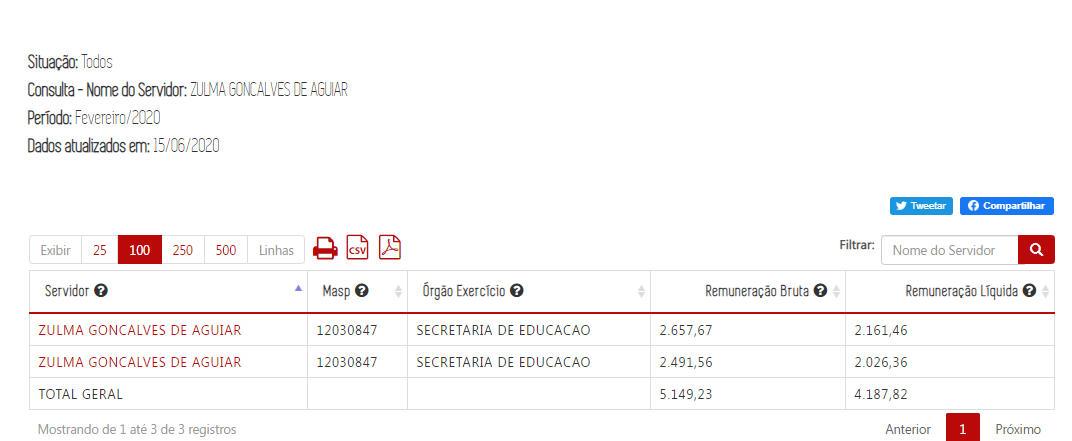 Situação: Todos
Consulta - Nome do Servidor: ZULMA GONCALVES DE AGUIAR
Período: Fevereiro/2020
Dados atualizados em: 15/06/2020
Tweetar Compartilhar
Exibir 25 100 250 500 Linhas CSV Filtrar: Nome do Servidor
Servidor Masp Órgão Exercício Remuneração Bruta Remuneração Líquida
ZULMA GONCALVES DE AGUIAR 12030847 SECRETARIA DE EDUCACAO 2.657,67 2.161,46
ZULMA GONCALVES DE AGUIAR 12030847 SECRETARIA DE EDUCACAO 2.491,56 2.026,36
TOTAL GERAL 5.149,23 4.187,82
Mostrando de 1 até 3 de 3 registros Anterior 1 Próximo